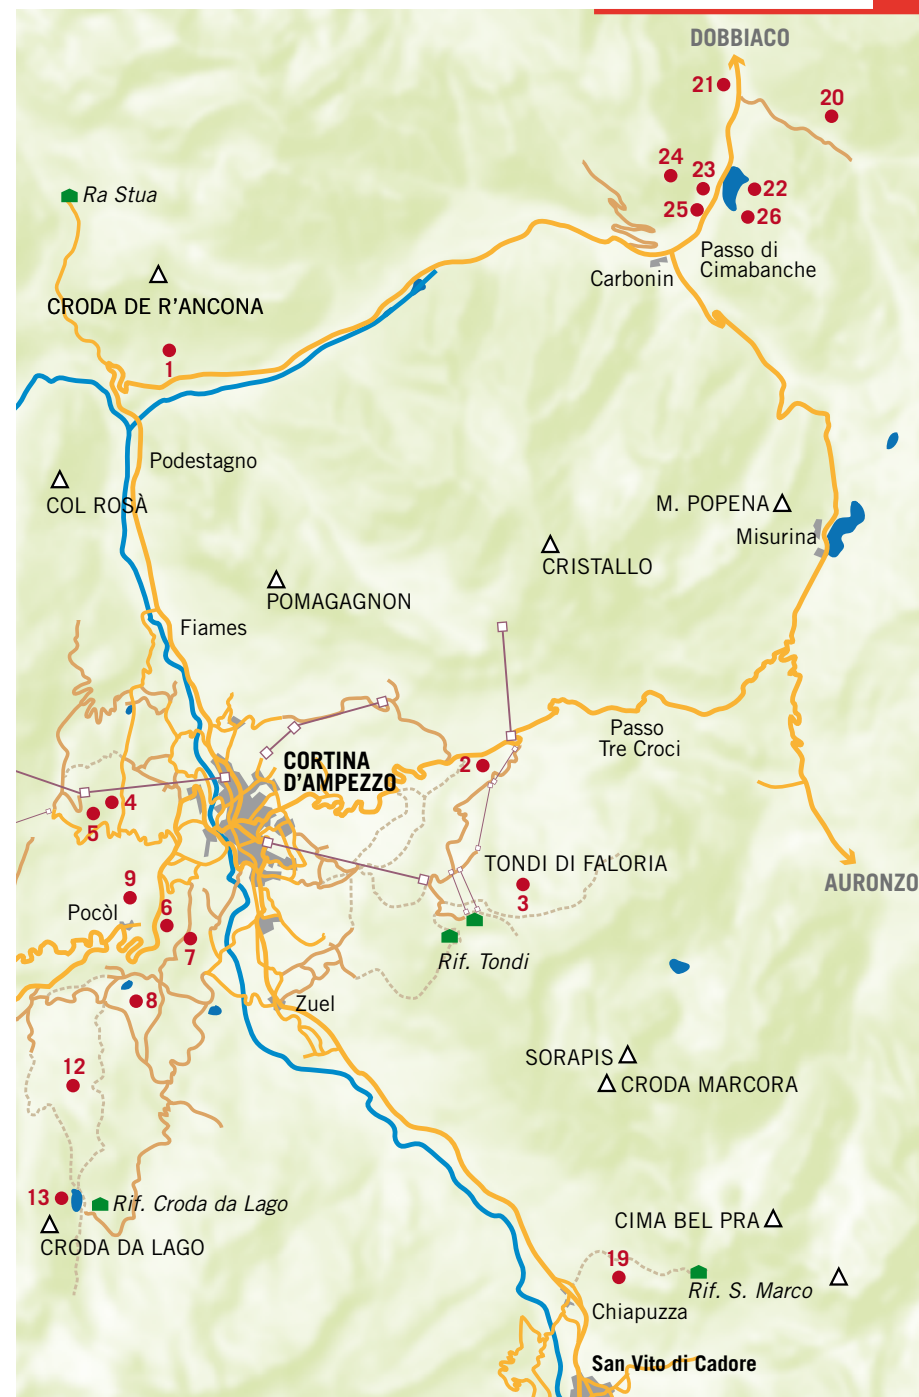 DOBBIACO
21
20
24
23
22
25
26
Ra Stua
Passo di
Cimabanche
Carbonin
CRODA DE R'ANCONA
1
Podestagno
COL ROSÀ
M. POPENA
Misurina
CRISTALLO
POMAGAGNON
Fiames
Passo
Tre Croci
CORTINA
D'AMPEZZO
2
4
5
TONDI DI FALORIA
AURONZO
9
3
Pocòl
6
7
Rif. Tondi
8
Zuel
SORAPIS
12
CRODA MARCORA
13
Rif. Croda da Lago
CIMA BEL PRA
CRODA DA LAGO
19
Rif. S. Marco
Chiapuzza
San Vito di Cadore